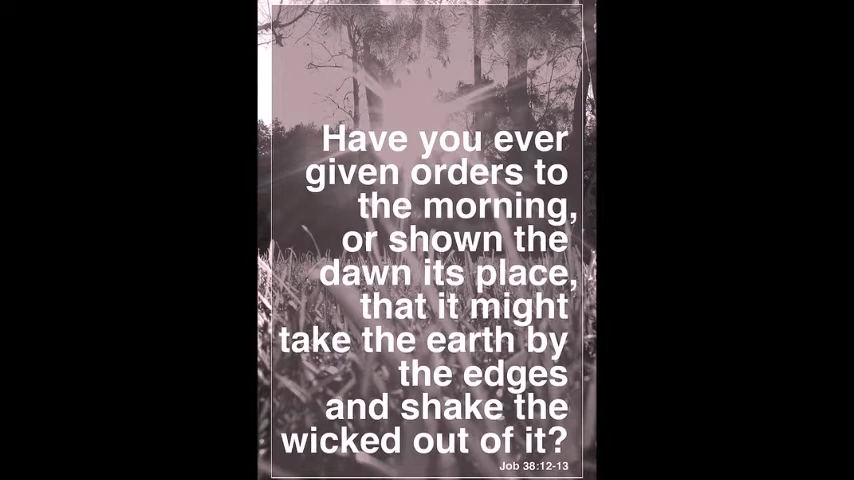 Have you ever
given orders to
the morning,
or shown the
dawn its place,
that it might
take the earth by
the edges
and shake the
wicked out of it?
Job 38:12-13